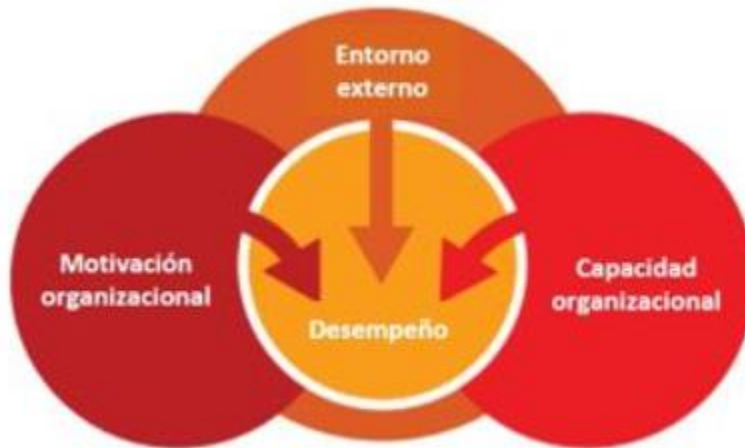 Entorno
externo
Motivación
organizacional
Capacidad
organizacional
Desempeño